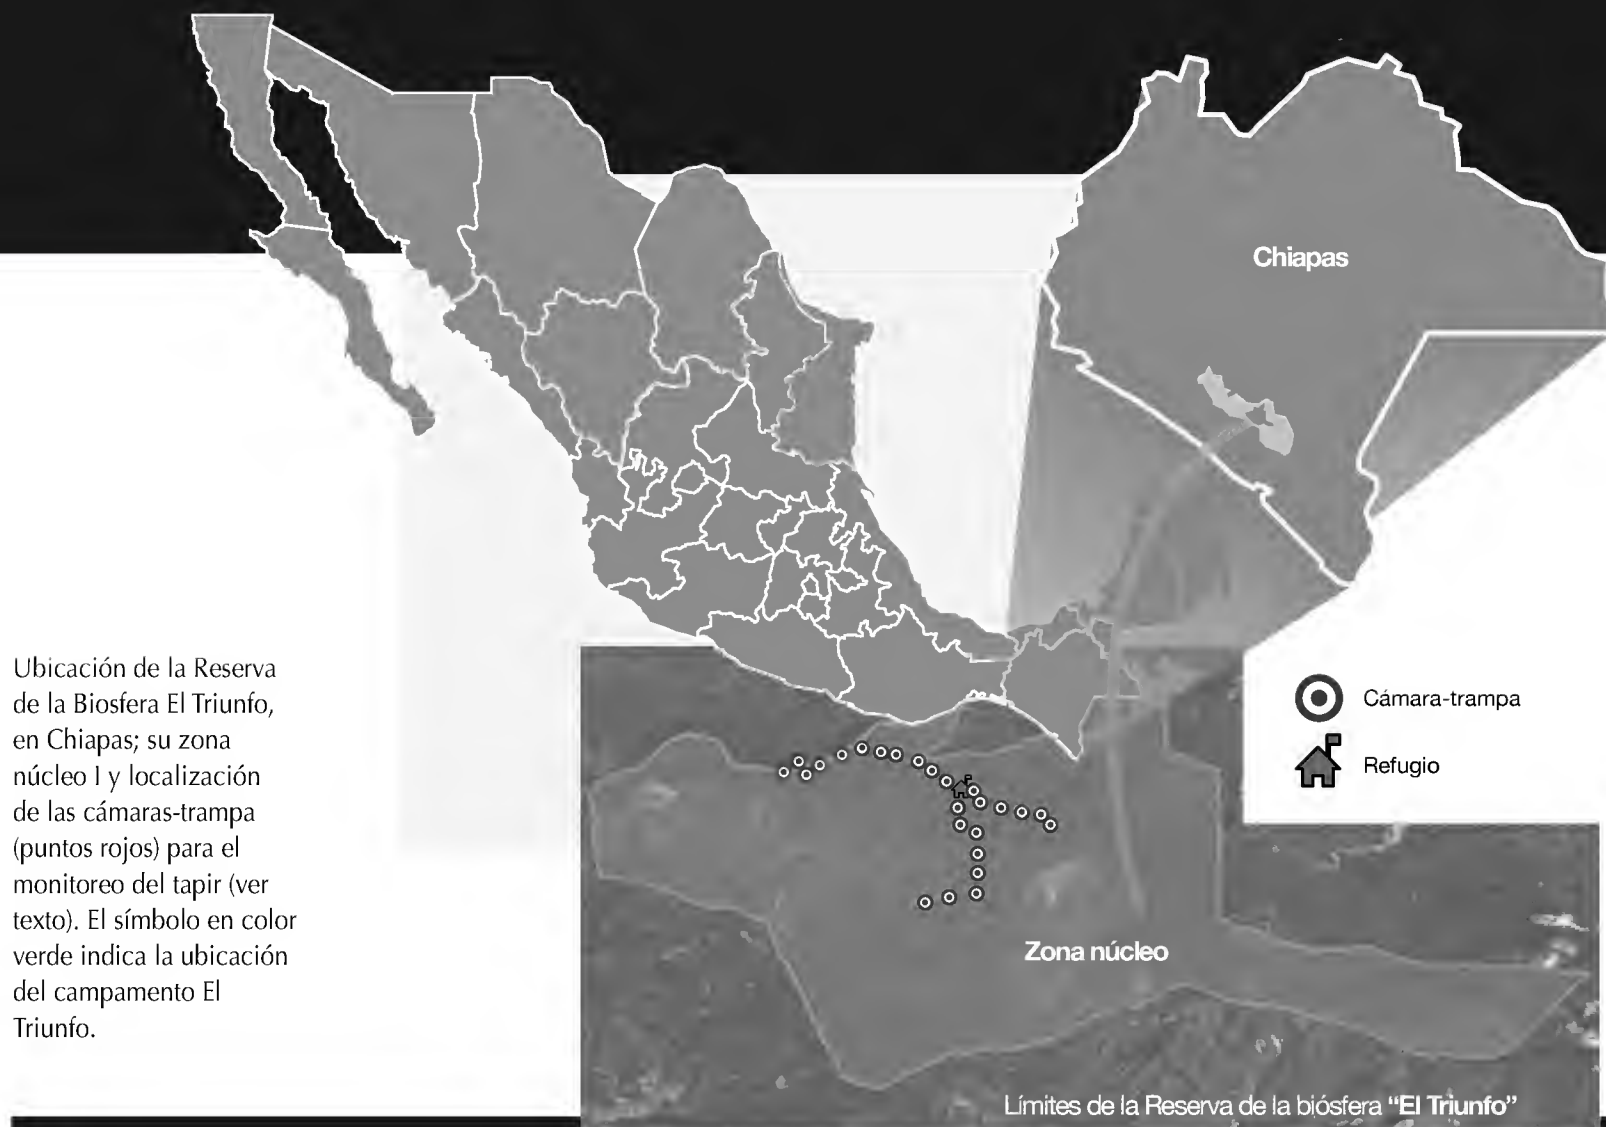 Chiapas
Ubicación de la Reserva
de la Biosfera El Triunfo,
en Chiapas; su zona
núcleo I y localización
de las cámaras-trampa
(puntos rojos) para el
monitoreo del tapir (ver
texto). El símbolo en color
verde indica la ubicación
del campamento El
Triunfo.
Cámara-trampa
Refugio
Zona núcleo
Límites de la Reserva de la biósfera “El Triunfo”